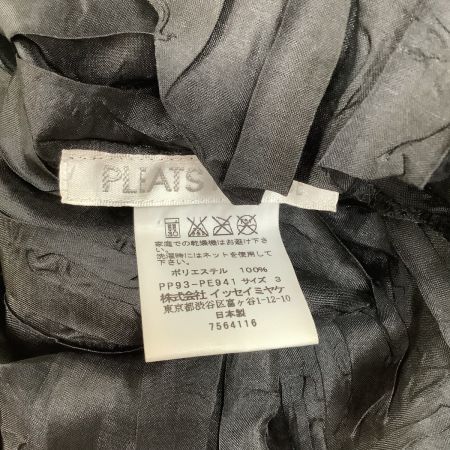 PLEATS
家庭での乾燥機はお避け下さ
い。
洗濯時にはネットを使用くださ
い。
ポリエステル 100%
PP93-PE941 サイズ 3
株式会社 イッセイミヤケ
東京都渋谷区富ヶ谷1-12-10
日本製
7564116